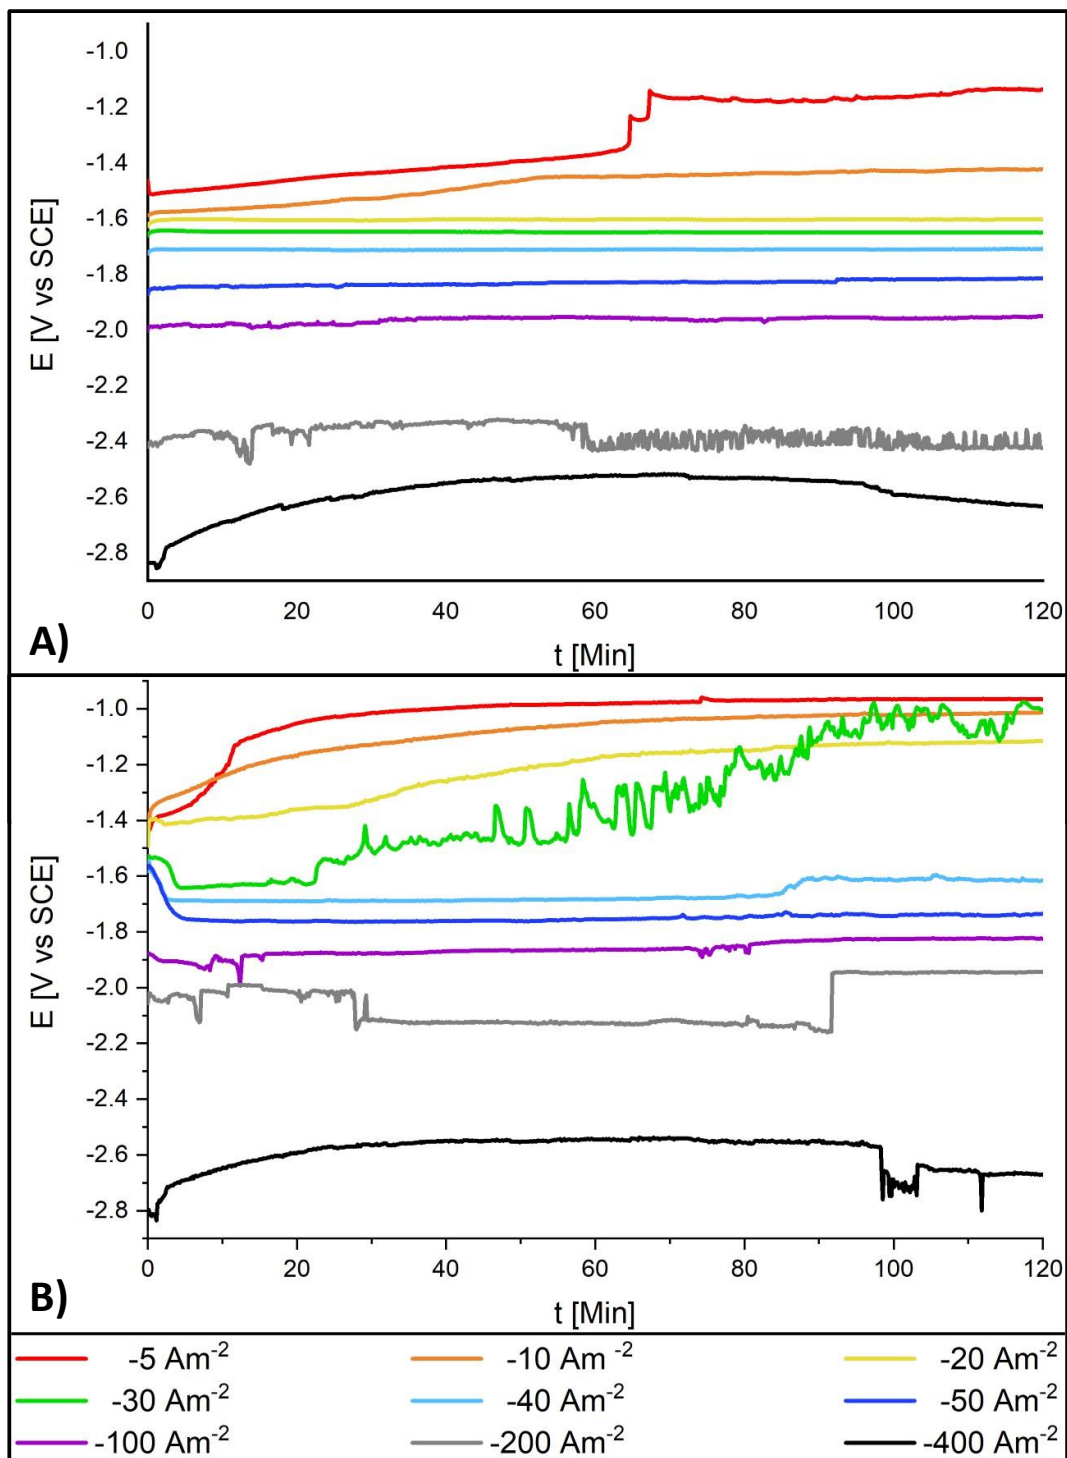 -1.0
-1.2
-1.4
-1.6
-1.8
-2.0
-2.2
-2.4
-2.6
-2.8
E [V vs SCE]
0 20 40 60 80 100 120
t [Min]
A)
-1.0
-1.2
-1.4
-1.6
-1.8
-2.0
-2.2
-2.4
-2.6
-2.8
E [V vs SCE]
0 20 40 60 80 100 120
t [Min]
B)
-5 Am⁻² -10 Am⁻² -20 Am⁻²
-30 Am⁻² -40 Am⁻² -50 Am⁻²
-100 Am⁻² -200 Am⁻² -400 Am⁻²